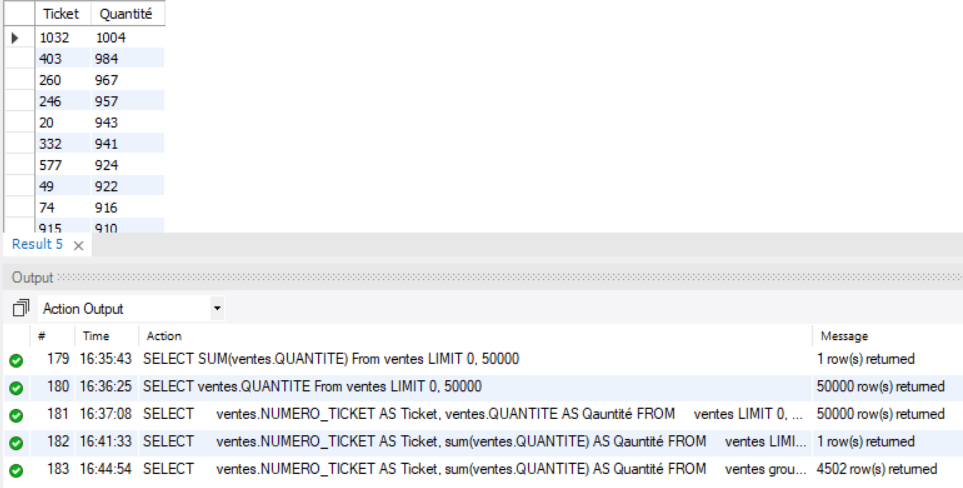 Ticket Quantité
1032 1004
403 984
260 967
246 957
20 943
332 941
577 924
49 922
74 916
915 910
Result 5
Output
Action Output
# Time Action Message
179 16:35:43 SELECT SUM(ventes.QUANTITE) From ventes LIMIT 0, 50000 1 row(s) returned
180 16:36:25 SELECT ventes.QUANTITE From ventes LIMIT 0, 50000 50000 row(s) returned
181 16:37:08 SELECT ventes.NUMERO_TICKET AS Ticket, ventes.QUANTITE AS Qauntité FROM ventes LIMIT 0, ... 50000 row(s) returned
182 16:41:33 SELECT ventes.NUMERO_TICKET AS Ticket, sum(ventes.QUANTITE) AS Qauntité FROM ventes LIMI... 1 row(s) returned
183 16:44:54 SELECT ventes.NUMERO_TICKET AS Ticket, sum(ventes.QUANTITE) AS Quantité FROM ventes grou... 4502 row(s) returned